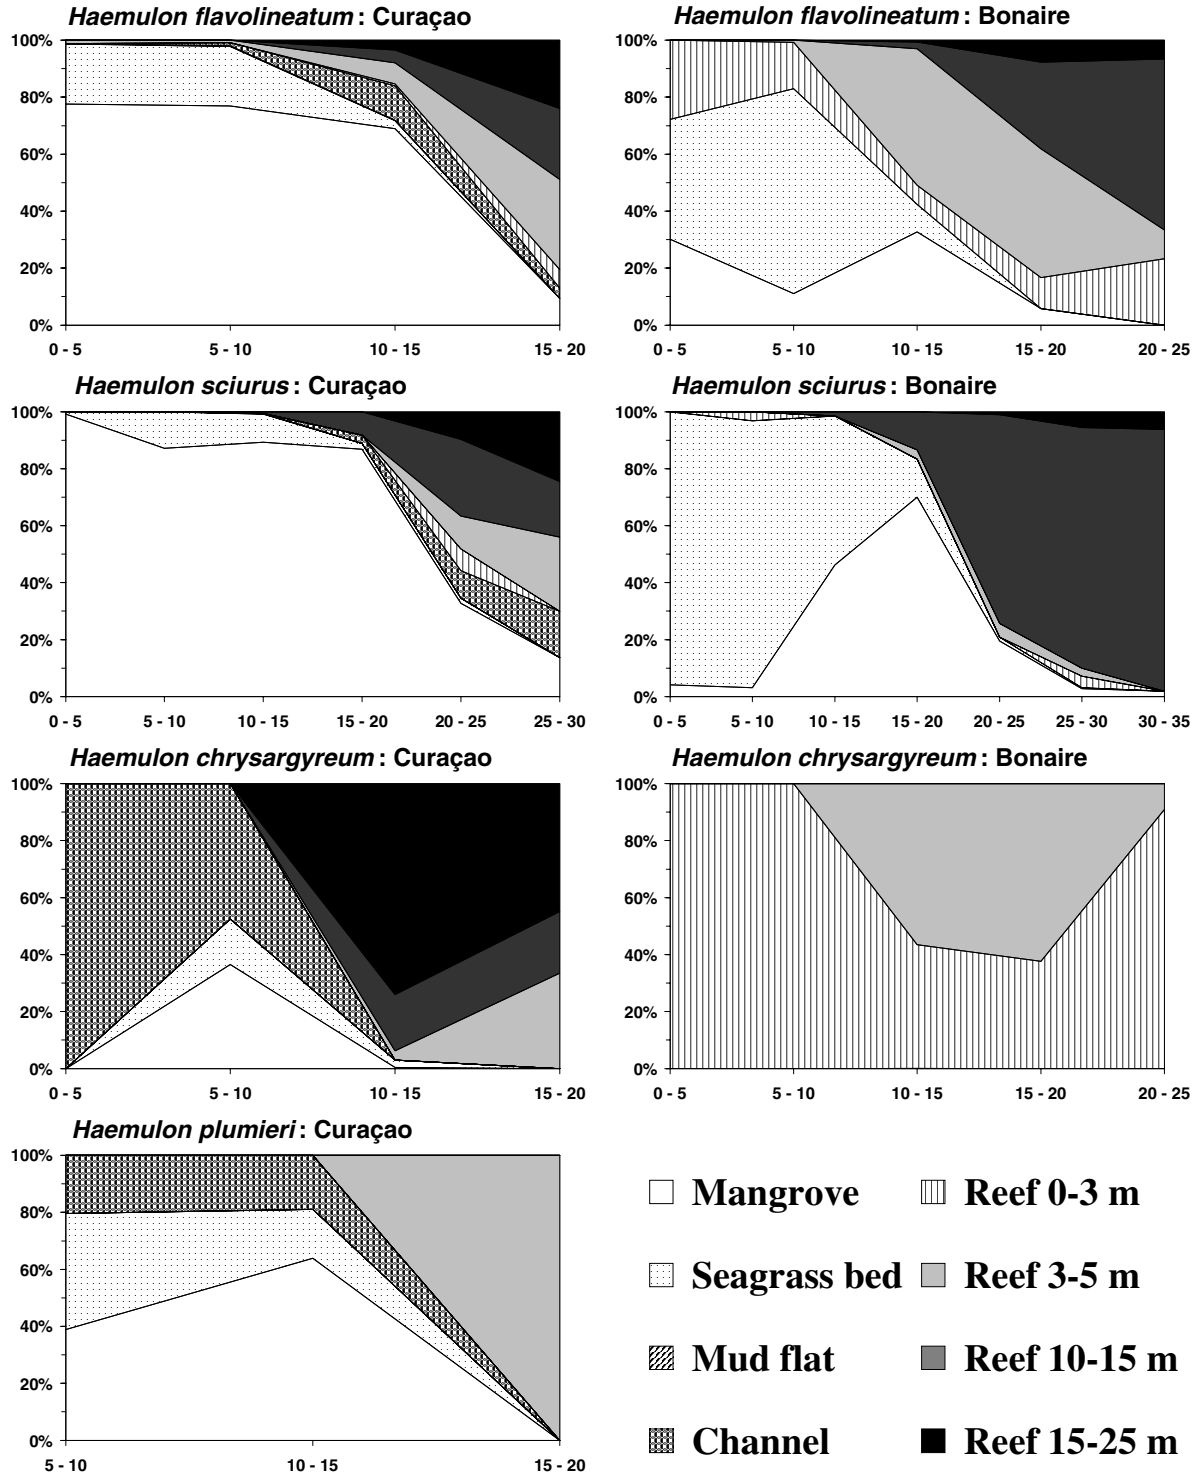 Haemulon flavolineatum: Curaçao
100%
80%
60%
40%
20%
0%
0 - 5 5 - 10 10 - 15 15 - 20
Haemulon flavolineatum: Bonaire
100%
80%
60%
40%
20%
0%
0 - 5 5 - 10 10 - 15 15 - 20 20 - 25
Haemulon sciurus: Curaçao
100%
80%
60%
40%
20%
0%
0 - 5 5 - 10 10 - 15 15 - 20 20 - 25 25 - 30
Haemulon sciurus: Bonaire
100%
80%
60%
40%
20%
0%
0 - 5 5 - 10 10 - 15 15 - 20 20 - 25 25 - 30 30 - 35
Haemulon chrysargyreum: Curaçao
100%
80%
60%
40%
20%
0%
0 - 5 5 - 10 10 - 15 15 - 20
Haemulon chrysargyreum: Bonaire
100%
80%
60%
40%
20%
0%
0 - 5 5 - 10 10 - 15 15 - 20 20 - 25
Haemulon plumieri: Curaçao
100%
80%
60%
40%
20%
0%
5 - 10 10 - 15 15 - 20
Mangrove
Seagrass bed
Mud flat
Channel
Reef 0-3 m
Reef 3-5 m
Reef 10-15 m
Reef 15-25 m